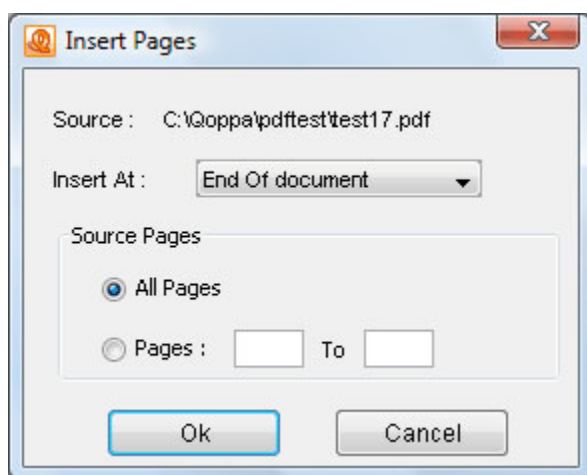 Insert Pages
Source : C:\Qoppa\pdftest\test17.pdf
Insert At : End Of document
Source Pages
All Pages
Pages : To
Ok Cancel